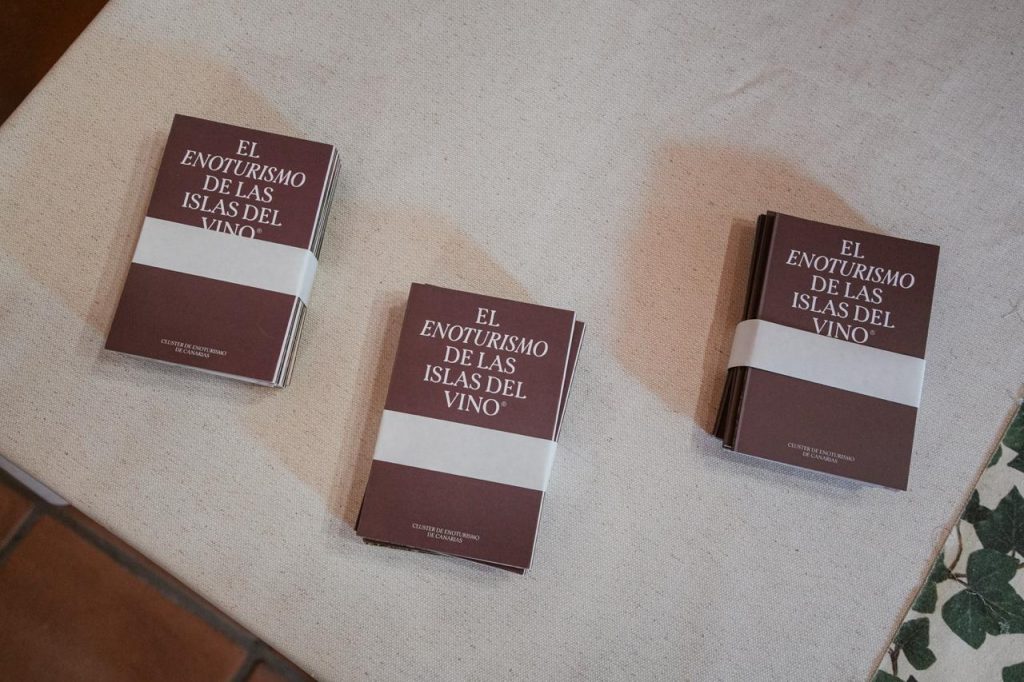 EL
ENOTURISMO
DE LAS
ISLAS DEL
VINO®
CLUSTER DE ENOTURISMO
DE CANARIAS
EL
ENOTURISMO
DE LAS
ISLAS DEL
VINO®
CLUSTER DE ENOTURISMO
DE CANARIAS
EL
ENOTURISMO
DE LAS
ISLAS DEL
VINO®
CLUSTER DE ENOTURISMO
DE CANARIAS